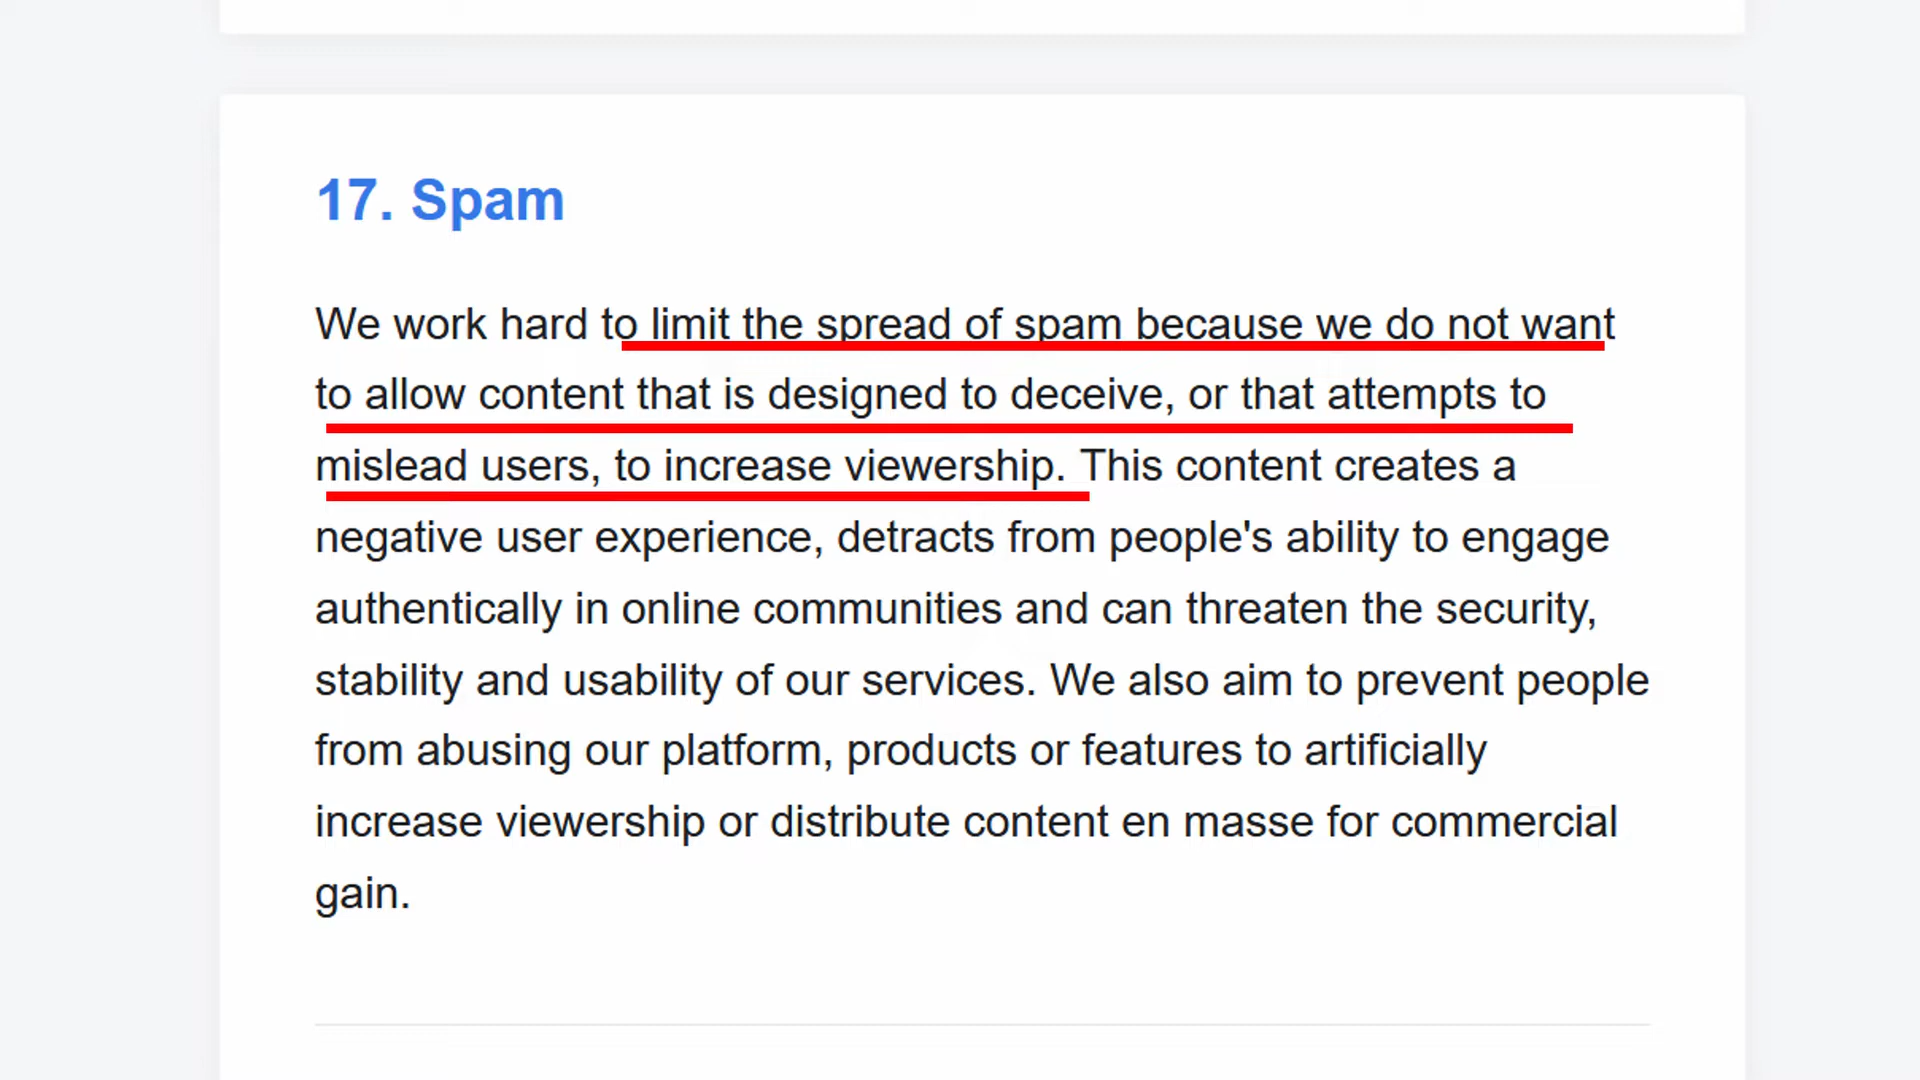 17. Spam
We work hard to limit the spread of spam because we do not want
to allow content that is designed to deceive, or that attempts to
mislead users, to increase viewership. This content creates a
negative user experience, detracts from people's ability to engage
authentically in online communities and can threaten the security,
stability and usability of our services. We also aim to prevent people
from abusing our platform, products or features to artificially
increase viewership or distribute content en masse for commercial
gain.